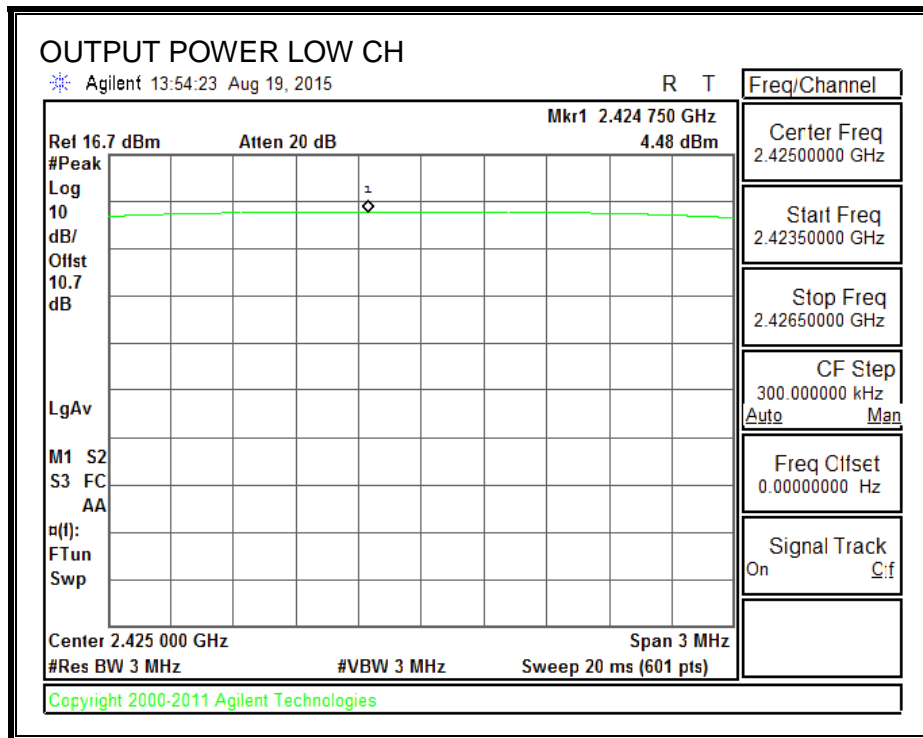 OUTPUT POWER LOW CH
Agilent 13:54:23 Aug 19, 2015 R T
Mkr1 2.424 750 GHz
Ref 16.7 dBm Atten 20 dB 4.48 dBm
#Peak
Log
10
dB/
Offst
10.7
dB
1
LgAv
M1 S2
S3 FC
AA
¤(f):
FTun
Swp
Center 2.425 000 GHz Span 3 MHz
#Res BW 3 MHz #VBW 3 MHz Sweep 20 ms (601 pts)
Copyright 2000-2011 Agilent Technologies
Freq/Channel
Center Freq
2.42500000 GHz
Start Freq
2.42350000 GHz
Stop Freq
2.42650000 GHz
CF Step
300.000000 kHz
Auto Man
Freq Offset
0.00000000 Hz
Signal Track
On Off